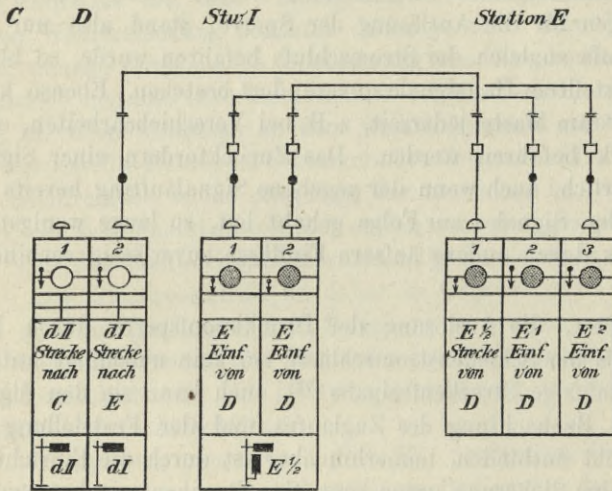 C D Stw. I Station E
1 2 1 2 1 2 3
d II d I E E E ½ E¹ E²
Strecke Strecke Einf. Einf. Strecke Einf. Einf.
nach nach von von von von von
C E D D D D D
d II d I E ½